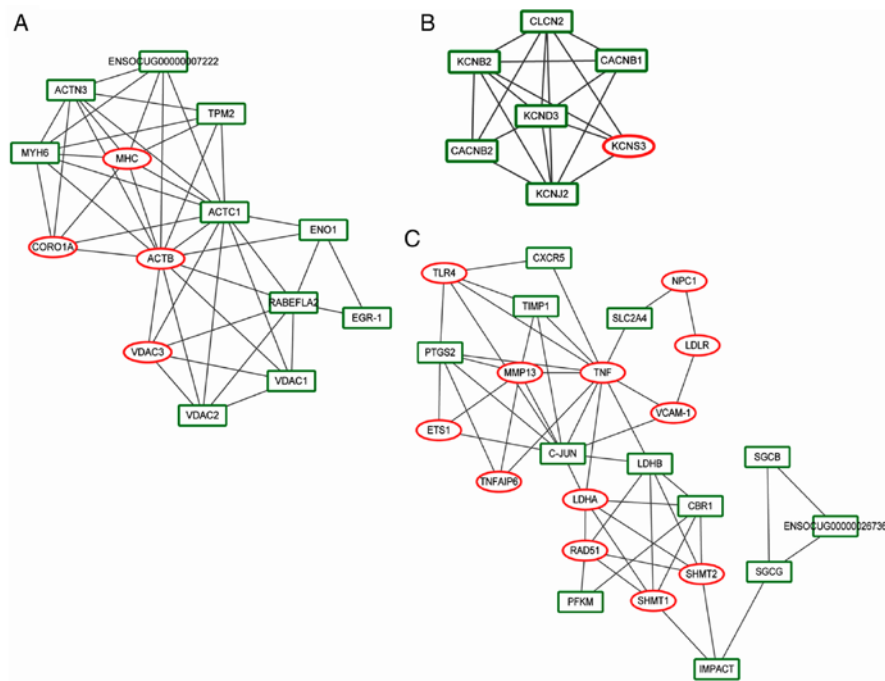 A
ENSOCUG00000007222
ACTN3
TPM2
MYH6
MHC
ACTC1
ENO1
CORO1A
ACTB
RABEFLA2
EGR-1
VDAC3
VDAC1
VDAC2
B
CLCN2
KCNB2
CACNB1
KCND3
CACNB2
KCNS3
KCNJ2
C
CXCR5
TLR4
NPC1
TIMP1
SLC2A4
PTGS2
MMP13
TNF
LDLR
VCAM-1
ETS1
C-JUN
LDHB
SGCB
TNFAIP6
LDHA
CBR1
ENSOCUG00000026736
RAD51
SHMT2
SGCG
PFKM
SHMT1
IMPACT